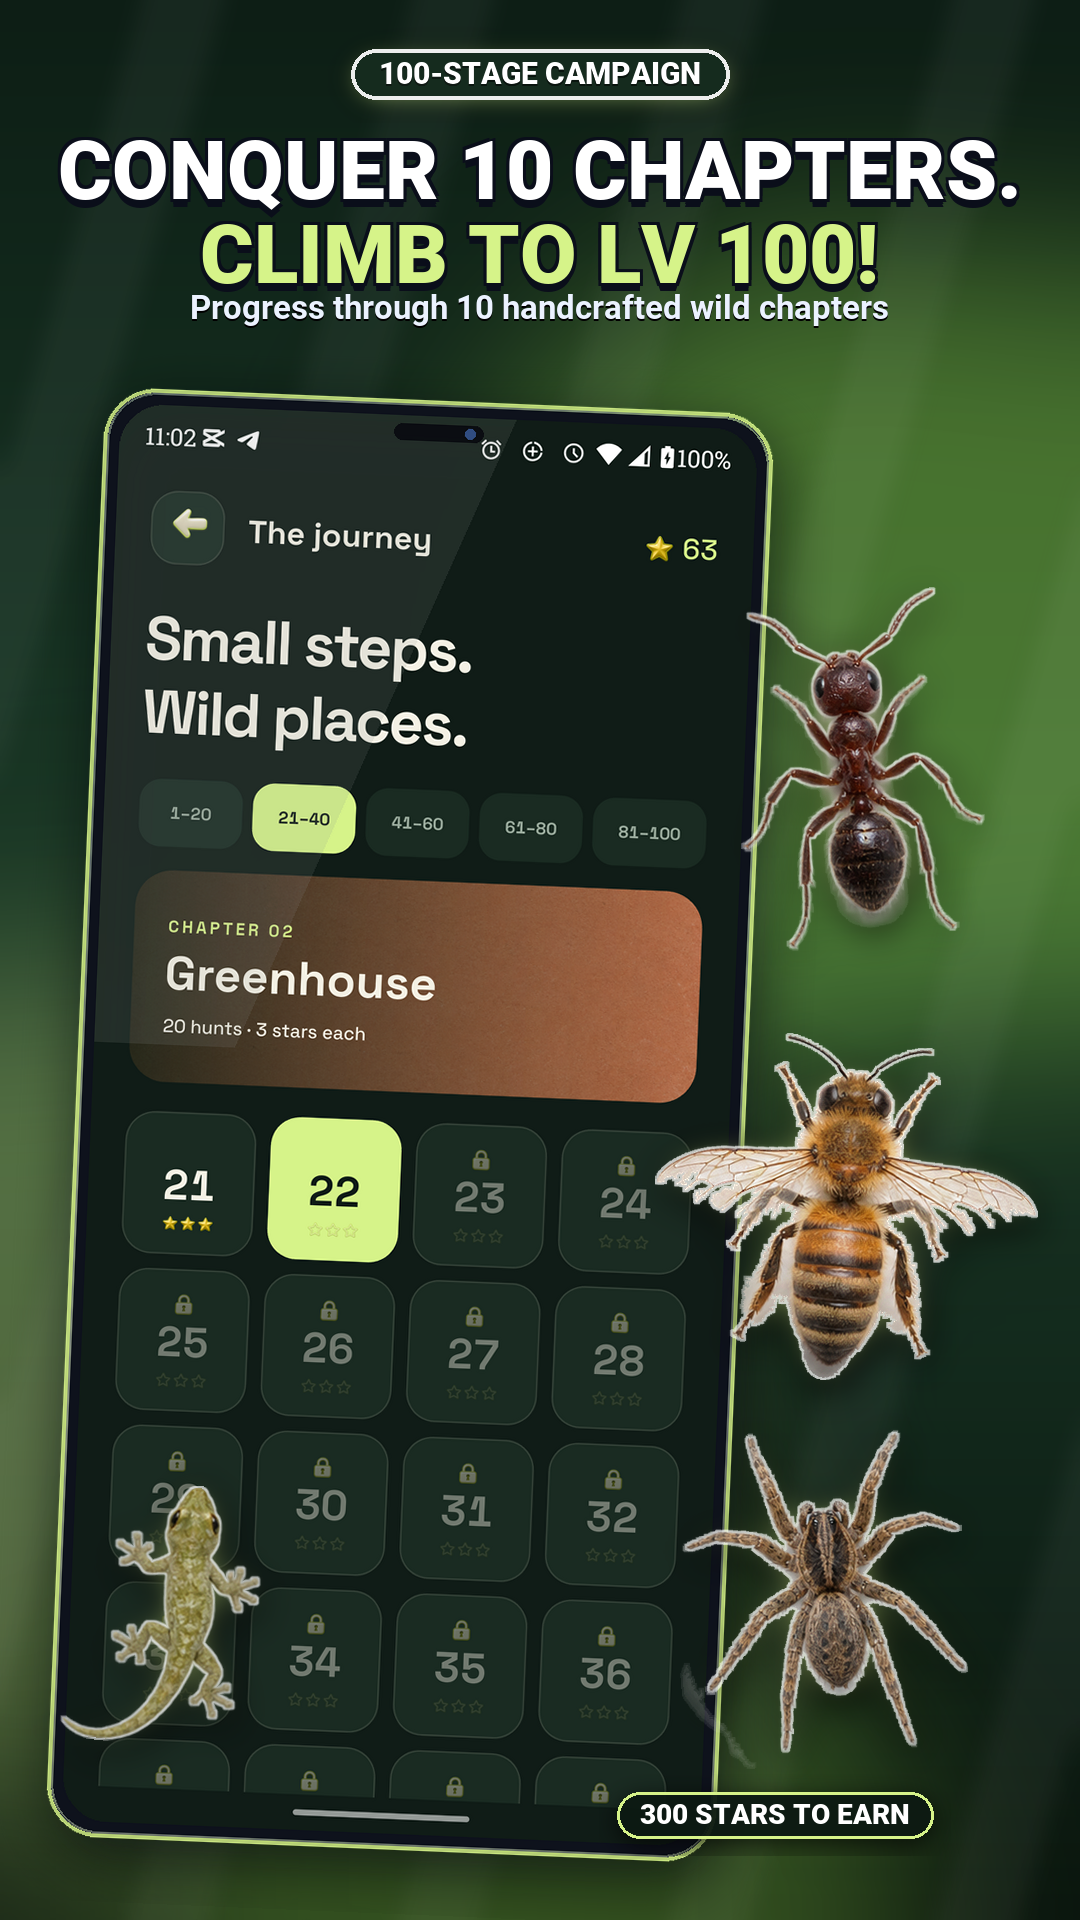 100-STAGE CAMPAIGN
CONQUER 10 CHAPTERS.
CLIMB TO LV 100!
Progress through 10 handcrafted wild chapters
11:02 100%
The journey 63
Small steps.
Wild places.
1–20 21–40 41–60 61–80 81–100
CHAPTER 02
Greenhouse
20 hunts · 3 stars each
21 22 23 24
25 26 27 28
29 30 31 32
34 35 36
300 STARS TO EARN